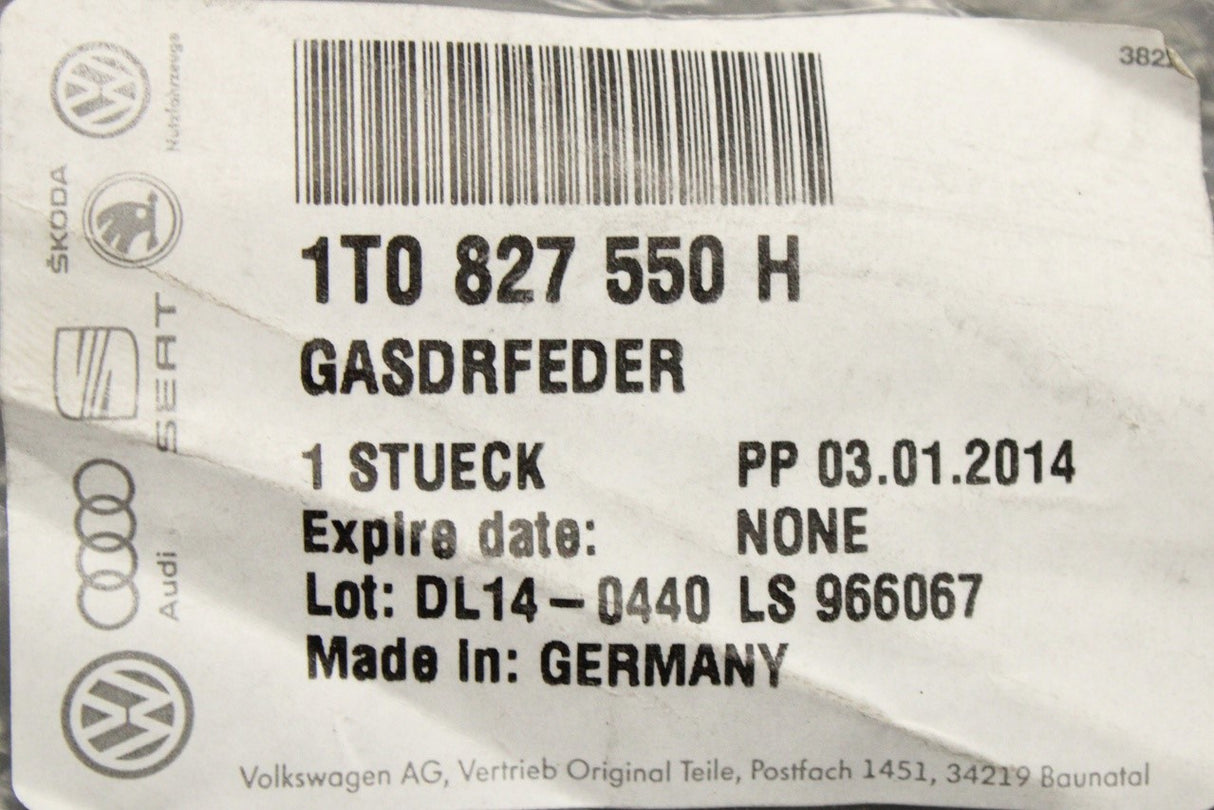 382
1T0 827 550 H
GASDRFEDER
1 STUECK PP 03.01.2014
Expire date: NONE
Lot: DL14-0440 LS 966067
Made in: GERMANY
Volkswagen AG, Vertrieb Original Teile, Postfach 1451, 34219 Baunatal
Nutzfahrzeuge
ŠKODA
SEAT
Audi